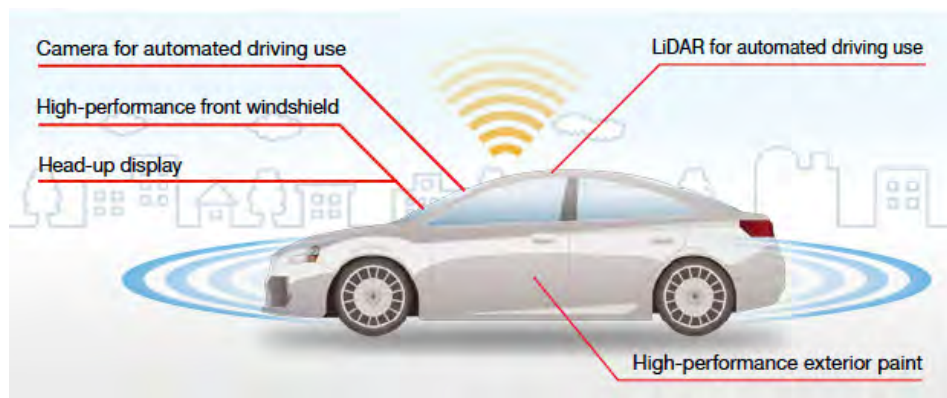 Camera for automated driving use
LiDAR for automated driving use
High-performance front windshield
Head-up display
High-performance exterior paint